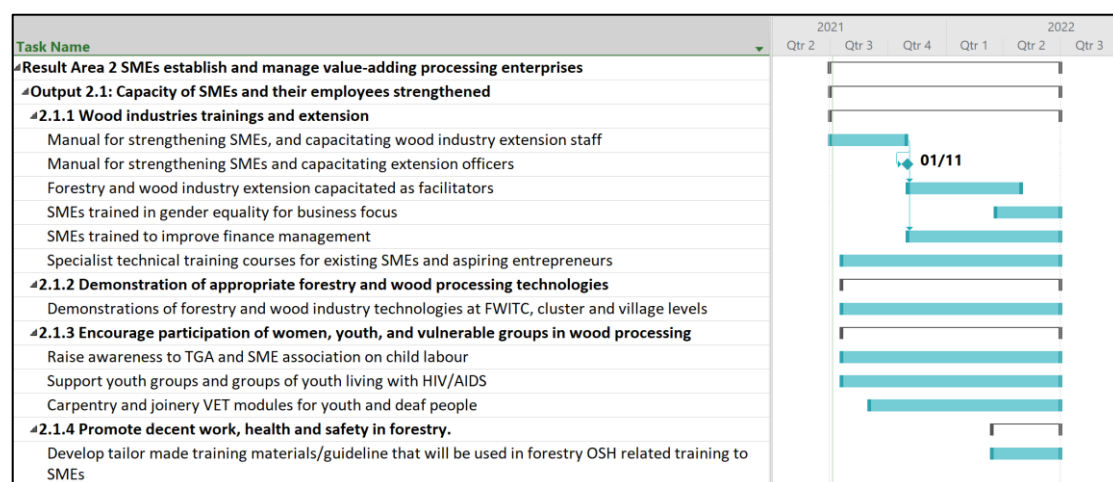 2021 2022
Task Name Qtr 2 Qtr 3 Qtr 4 Qtr 1 Qtr 2 Qtr 3
Result Area 2 SMEs establish and manage value-adding processing enterprises
Output 2.1: Capacity of SMEs and their employees strengthened
2.1.1 Wood industries trainings and extension
Manual for strengthening SMEs, and capacitating wood industry extension staff
Manual for strengthening SMEs and capacitating extension officers 01/11
Forestry and wood industry extension capacitated as facilitators
SMEs trained in gender equality for business focus
SMEs trained to improve finance management
Specialist technical training courses for existing SMEs and aspiring entrepreneurs
2.1.2 Demonstration of appropriate forestry and wood processing technologies
Demonstrations of forestry and wood industry technologies at FWITC, cluster and village levels
2.1.3 Encourage participation of women, youth, and vulnerable groups in wood processing
Raise awareness to TGA and SME association on child labour
Support youth groups and groups of youth living with HIV/AIDS
Carpentry and joinery VET modules for youth and deaf people
2.1.4 Promote decent work, health and safety in forestry.
Develop tailor made training materials/guideline that will be used in forestry OSH related training to
SMEs